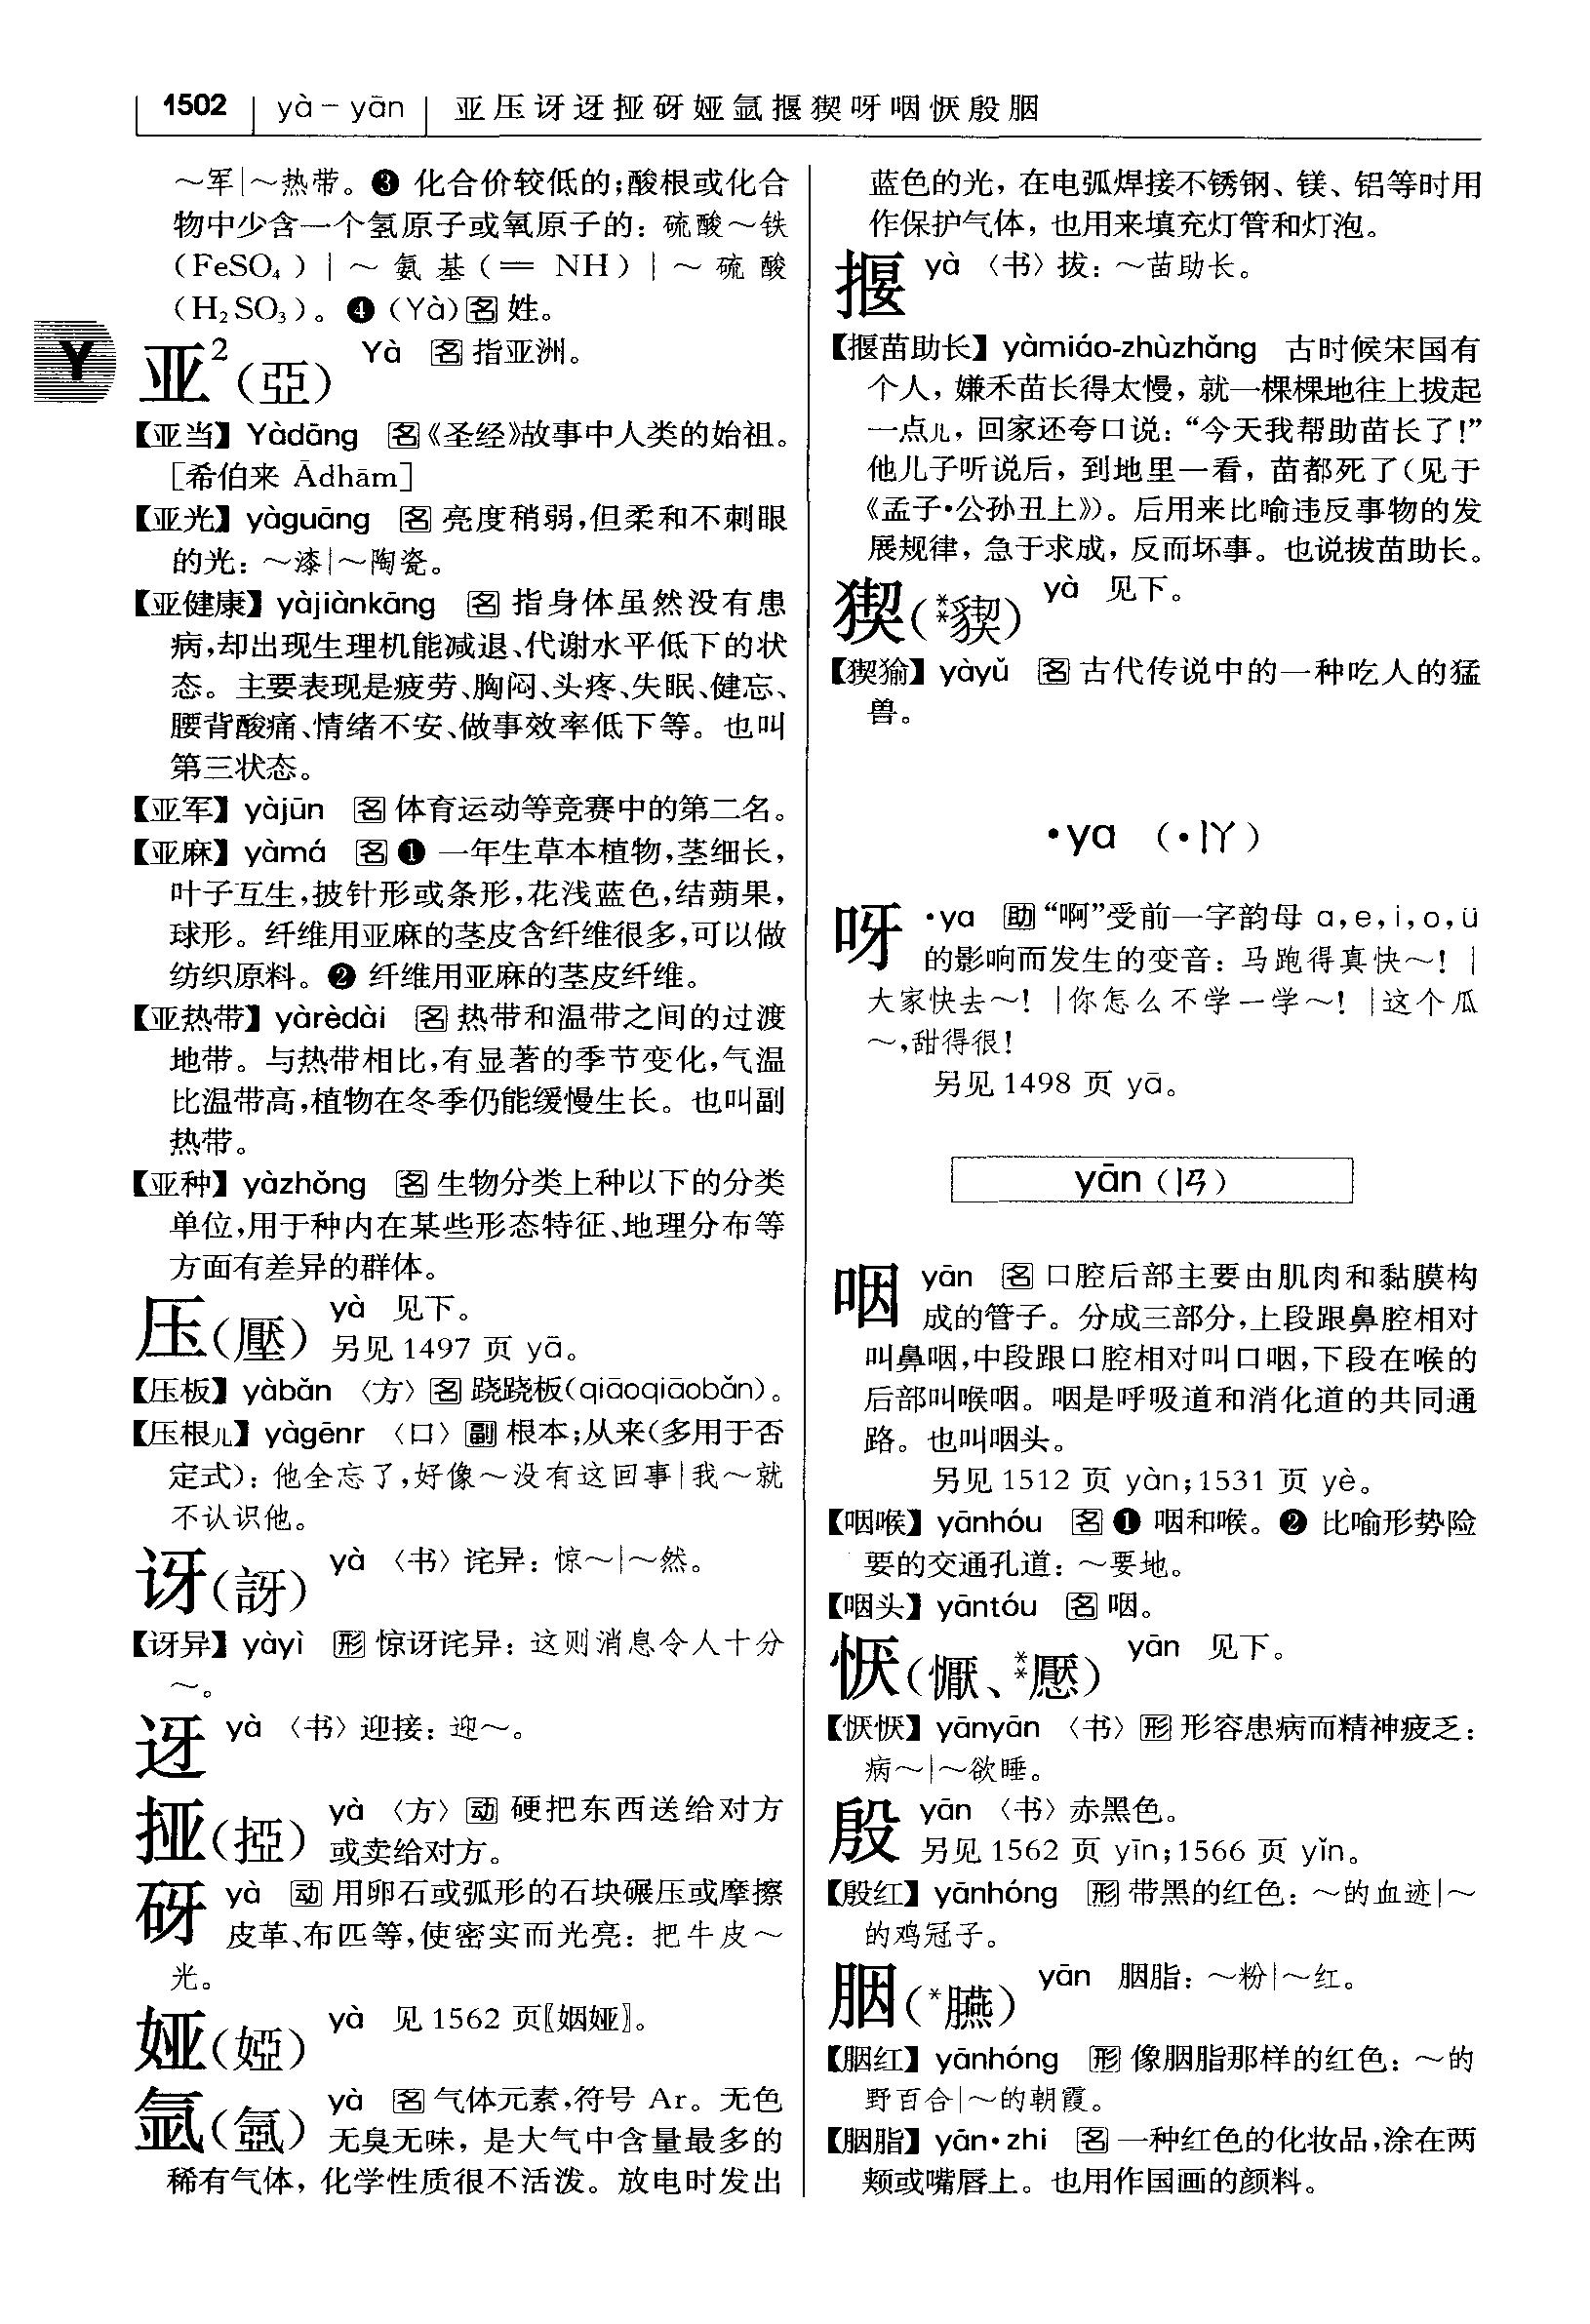 1502 yà－yān 亚压讶迓挜砑娅氩揠猰呀咽恹殷胭
～军|～热带。❸ 化合价较低的;酸根或化合
物中少含一个氢原子或氧原子的：硫酸～铁
（FeSO₄）|～氨基(＝NH)|～硫酸
（H₂SO₃）。❹（Yà）名 姓。
Y
亚²（亞） Yà 名 指亚洲。
【亚当】Yàdāng 名《圣经》故事中人类的始祖。
［希伯来 Ādhām］
【亚光】yàguāng 名 亮度稍弱,但柔和不刺眼
的光：～漆|～陶瓷。
【亚健康】yàjiànkāng 名 指身体虽然没有患
病,却出现生理机能减退、代谢水平低下的状
态。主要表现是疲劳、胸闷、头疼、失眠、健忘、
腰背酸痛、情绪不安、做事效率低下等。也叫
第三状态。
【亚军】yàjūn 名 体育运动等竞赛中的第二名。
【亚麻】yàmá 名 ❶ 一年生草本植物,茎细长,
叶子互生,披针形或条形,花浅蓝色,结蒴果,
球形。纤维用亚麻的茎皮含纤维很多,可以做
纺织原料。❷ 纤维用亚麻的茎皮纤维。
【亚热带】yàrèdài 名 热带和温带之间的过渡
地带。与热带相比,有显著的季节变化,气温
比温带高,植物在冬季仍能缓慢生长。也叫副
热带。
【亚种】yàzhǒng 名 生物分类上种以下的分类
单位,用于种内在某些形态特征、地理分布等
方面有差异的群体。
压（壓） yà 见下。
另见1497 页 yā。
【压板】yàbǎn 〈方〉名 跷跷板(qiāoqiāobǎn)。
【压根儿】yàgēnr 〈口〉副 根本;从来(多用于否
定式)：他全忘了,好像～没有这回事|我～就
不认识他。
讶（訝） yà 〈书〉诧异：惊～|～然。
【讶异】yàyì 形 惊讶诧异：这则消息令人十分
～。
迓 yà 〈书〉迎接：迎～。
挜（掗） yà 〈方〉动 硬把东西送给对方
或卖给对方。
砑 yà 动 用卵石或弧形的石块碾压或摩擦
皮革、布匹等,使密实而光亮：把牛皮～
光。
娅（婭） yà 见1562 页〖姻娅〗。
氩（氬） yà 名 气体元素,符号 Ar。无色
无臭无味，是大气中含量最多的
稀有气体，化学性质很不活泼。放电时发出
蓝色的光，在电弧焊接不锈钢、镁、铝等时用
作保护气体，也用来填充灯管和灯泡。
揠 yà 〈书〉拔：～苗助长。
【揠苗助长】yàmiáo-zhùzhǎng 古时候宋国有
个人，嫌禾苗长得太慢，就一棵棵地往上拔起
一点儿，回家还夸口说：“今天我帮助苗长了!”
他儿子听说后，到地里一看，苗都死了(见于
《孟子·公孙丑上》)。后用来比喻违反事物的发
展规律，急于求成，反而坏事。也说拔苗助长。
猰（**貏） yà 见下。
【猰㺄】yàyǔ 名 古代传说中的一种吃人的猛
兽。
·ya （·ㄧㄚ）
呀 ·ya 助 “啊”受前一字韵母 a,e,i,o,ü
的影响而发生的变音：马跑得真快～! |
大家快去～! |你怎么不学一学～! |这个瓜
～,甜得很!
另见1498 页 yā。
yān（ㄧㄢ）
咽 yān 名 口腔后部主要由肌肉和黏膜构
成的管子。分成三部分,上段跟鼻腔相对
叫鼻咽,中段跟口腔相对叫口咽,下段在喉的
后部叫喉咽。咽是呼吸道和消化道的共同通
路。也叫咽头。
另见1512 页 yàn;1531 页 yè。
【咽喉】yānhóu 名 ❶ 咽和喉。❷ 比喻形势险
要的交通孔道：～要地。
【咽头】yāntóu 名 咽。
恹（懨、**懕） yān 见下。
【恹恹】yānyān 〈书〉形 形容患病而精神疲乏：
病～|～欲睡。
殷 yān 〈书〉赤黑色。
另见1562 页 yīn;1566 页 yǐn。
【殷红】yānhóng 形 带黑的红色：～的血迹|～
的鸡冠子。
胭（*臙） yān 胭脂：～粉|～红。
【胭红】yānhóng 形 像胭脂那样的红色：～的
野百合|～的朝霞。
【胭脂】yān·zhi 名 一种红色的化妆品,涂在两
颊或嘴唇上。也用作国画的颜料。